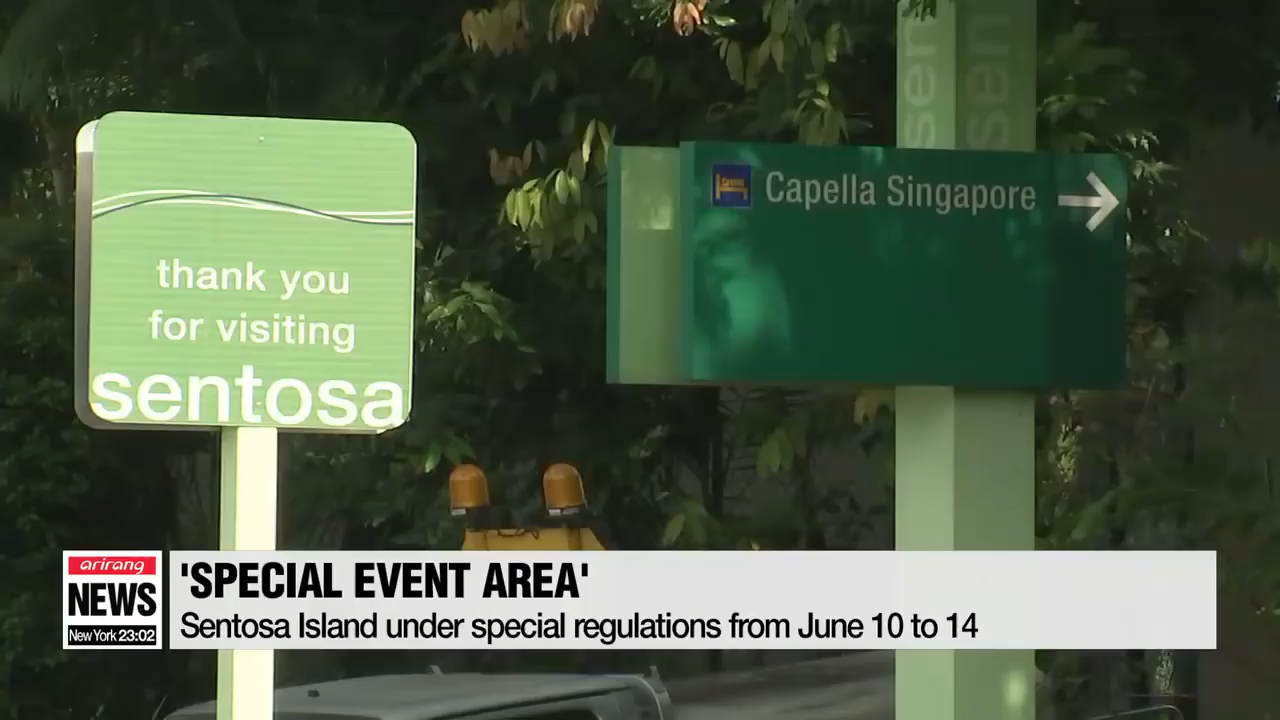 thank you
for visiting
sentosa
sen
sen
Capella Singapore
arirang
NEWS
New York 23:02
'SPECIAL EVENT AREA'
Sentosa Island under special regulations from June 10 to 14